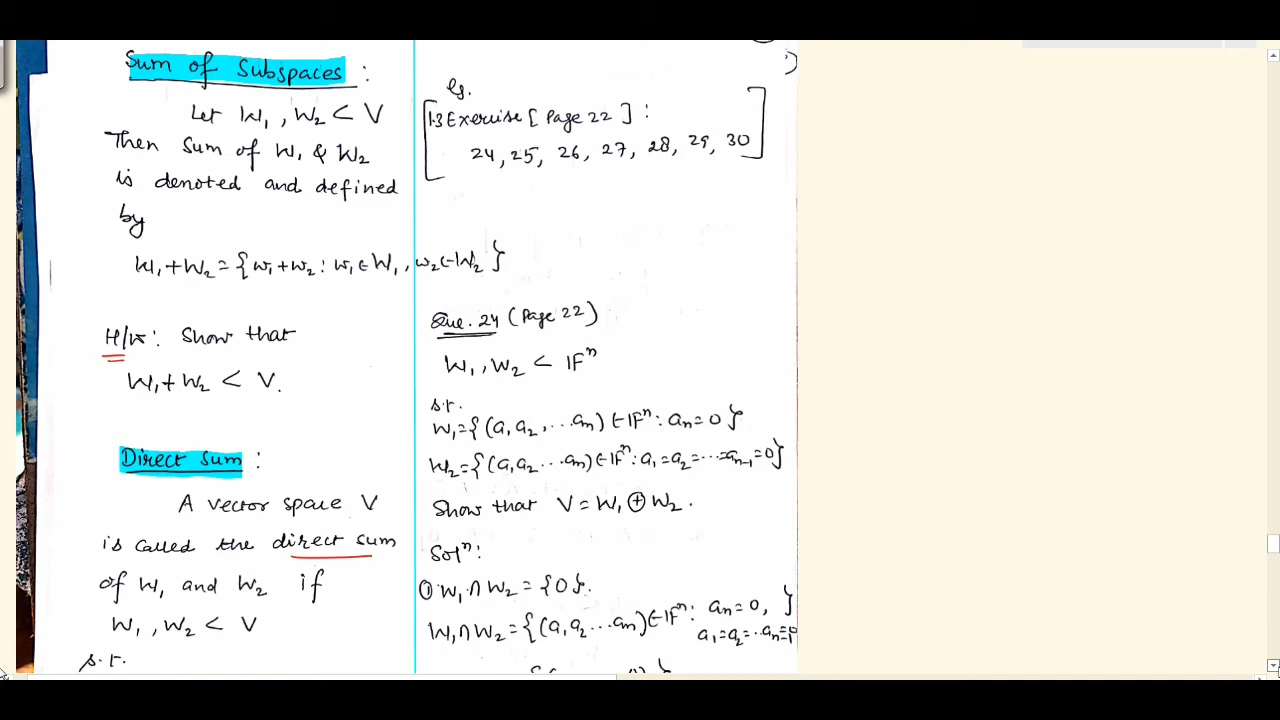 Sum of Subspaces :
Let W₁, W₂ < V
Then Sum of W₁ & W₂
is denoted and defined
by
W₁+W₂ = { w₁+w₂ : w₁ ∈ W₁, w₂ ∈ W₂ }
H/w : Show that
W₁+W₂ < V.
Direct Sum :
A vector space V
is called the direct sum
of W₁ and W₂ if
W₁, W₂ < V
s.t.
eg.
1.3 Exercise [ Page 22 ] :
24, 25, 26, 27, 28, 29, 30
Que. 24 (Page 22)
W₁, W₂ < IFⁿ
s.t.
W₁ = { (a₁ a₂, ... aₙ) ∈ IFⁿ : aₙ = 0 }
W₂ = { (a₁ a₂ ... aₙ) ∈ IFⁿ : a₁ = a₂ = ... = aₙ₋₁ = 0 }
Show that V = W₁ ⊕ W₂.
Solⁿ :
① W₁ ∩ W₂ = {0}.
W₁ ∩ W₂ = { (a₁ a₂ ... aₙ) ∈ IFⁿ : aₙ = 0, }